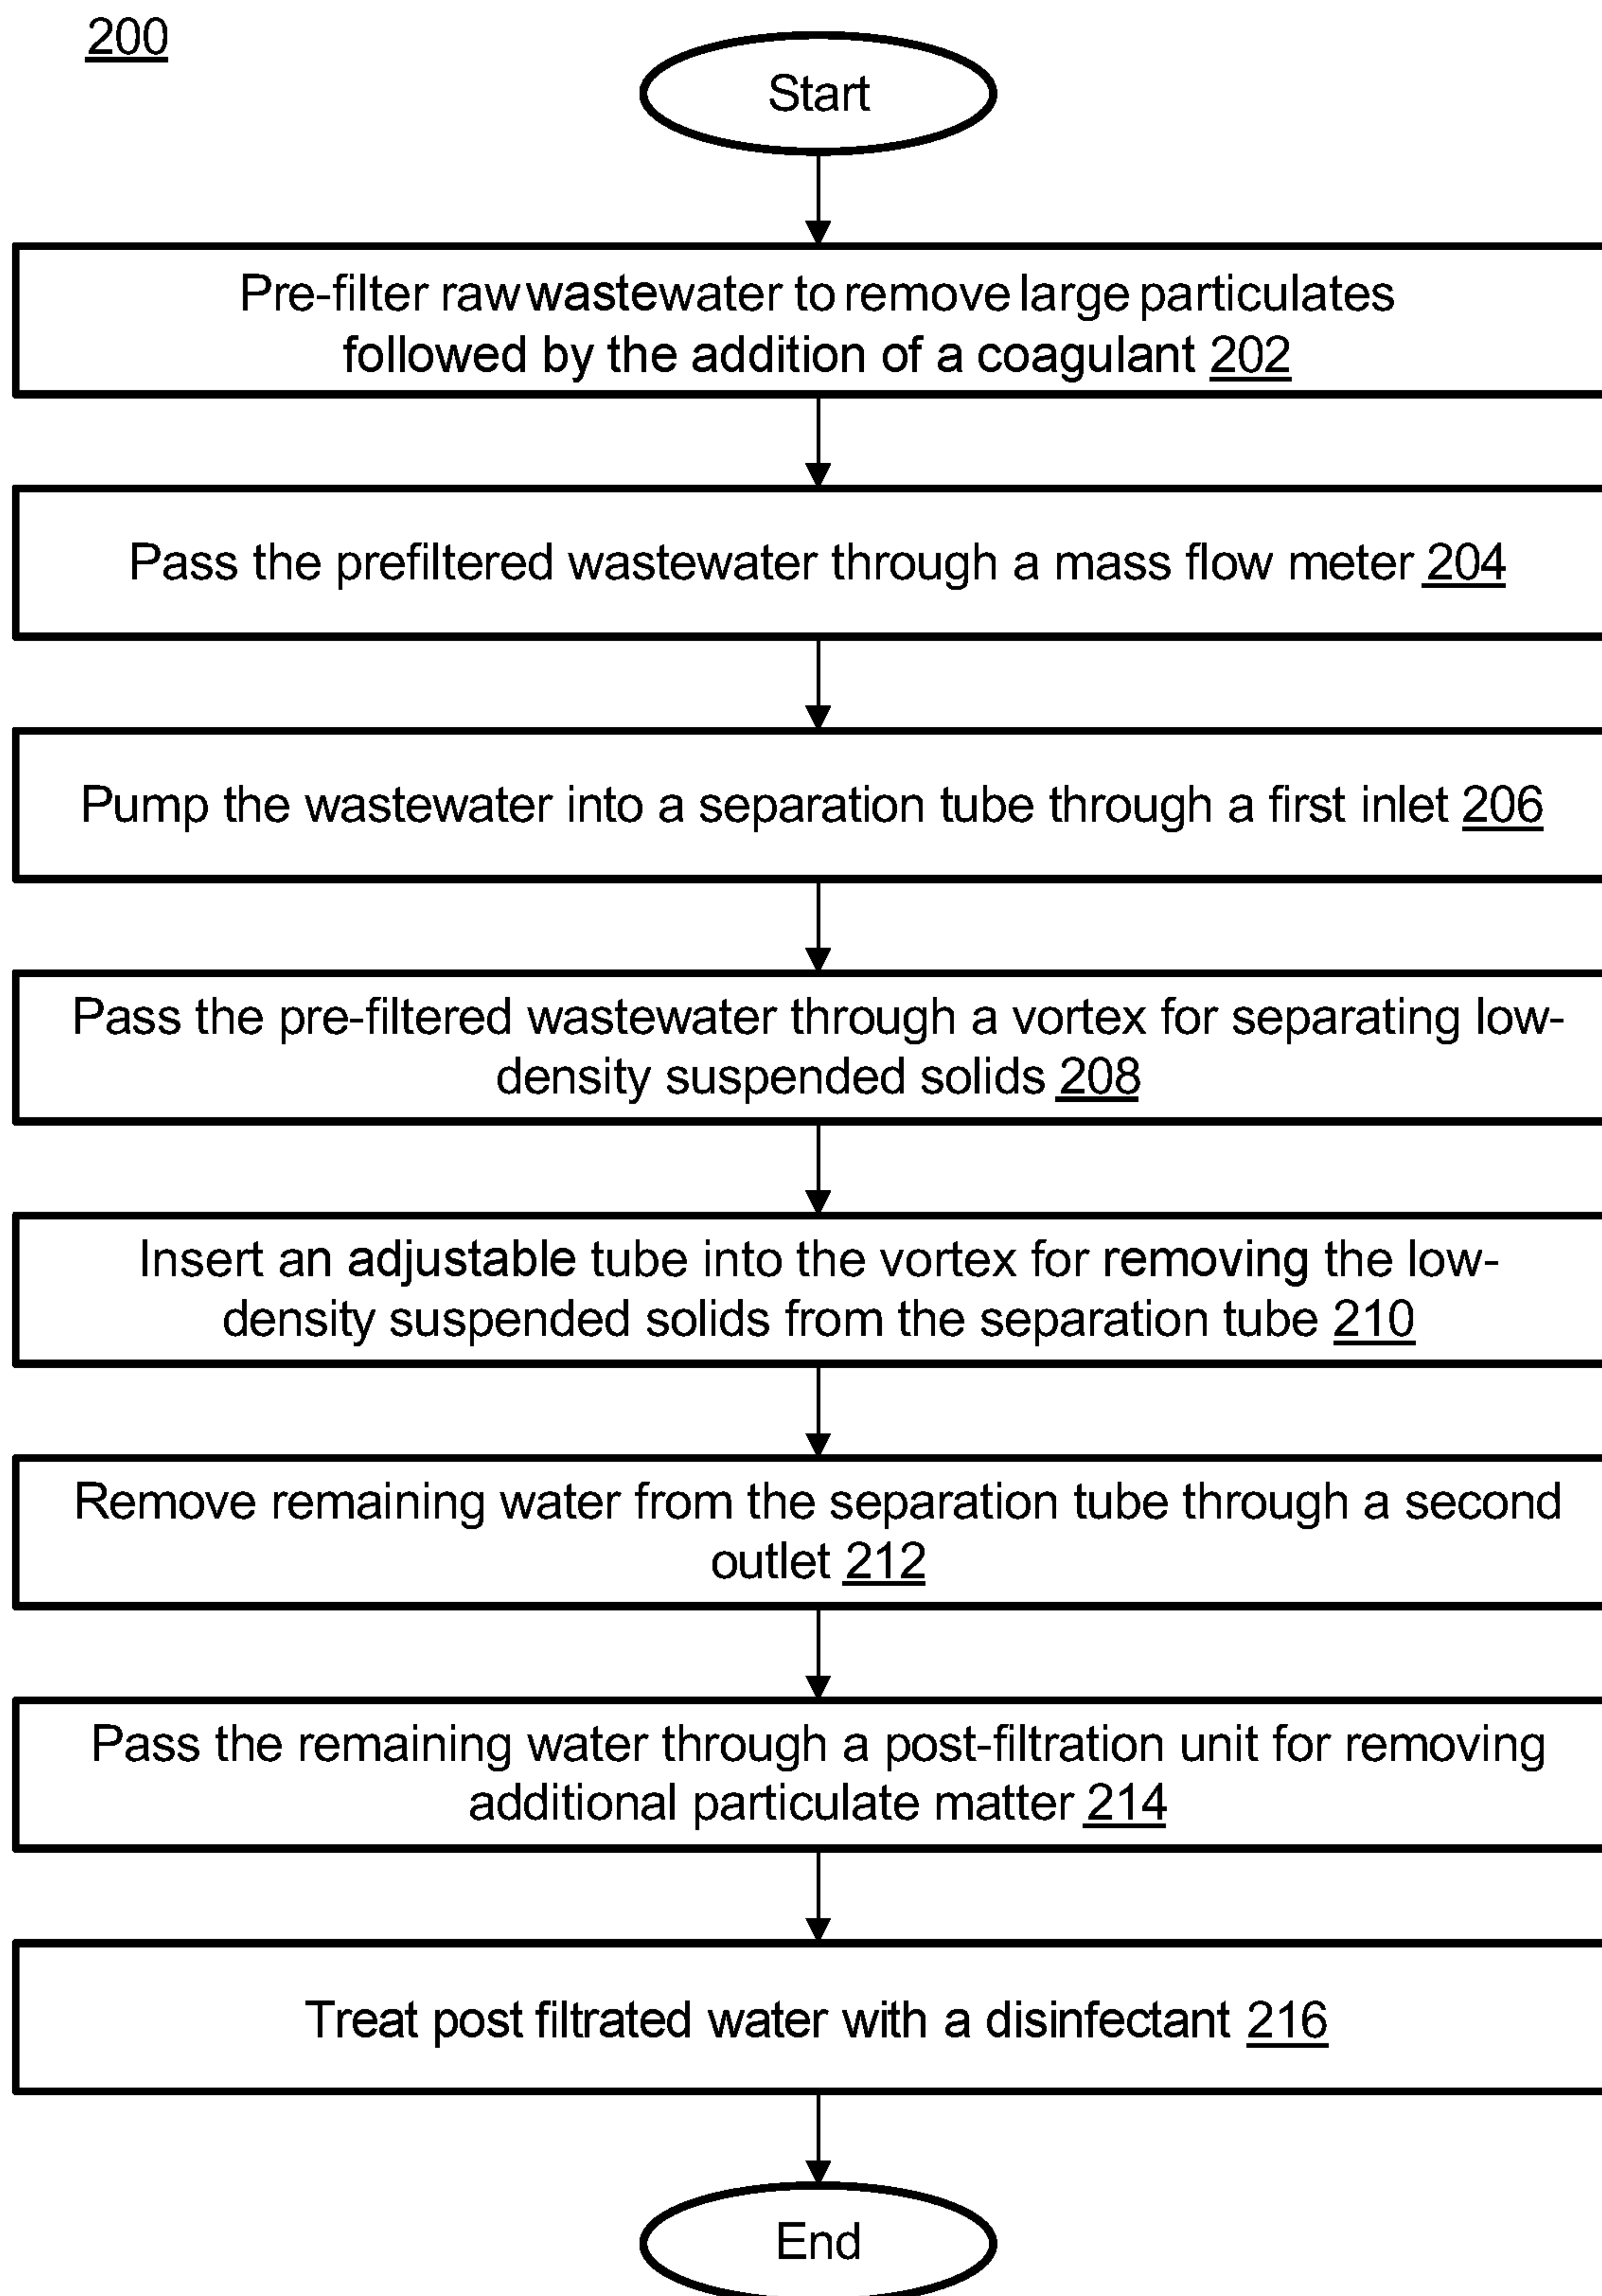 200
Start
Pre-filter raw wastewater to remove large particulates
followed by the addition of a coagulant 202
Pass the prefiltered wastewater through a mass flow meter 204
Pump the wastewater into a separation tube through a first inlet 206
Pass the pre-filtered wastewater through a vortex for separating low-
density suspended solids 208
Insert an adjustable tube into the vortex for removing the low-
density suspended solids from the separation tube 210
Remove remaining water from the separation tube through a second
outlet 212
Pass the remaining water through a post-filtration unit for removing
additional particulate matter 214
Treat post filtrated water with a disinfectant 216
End